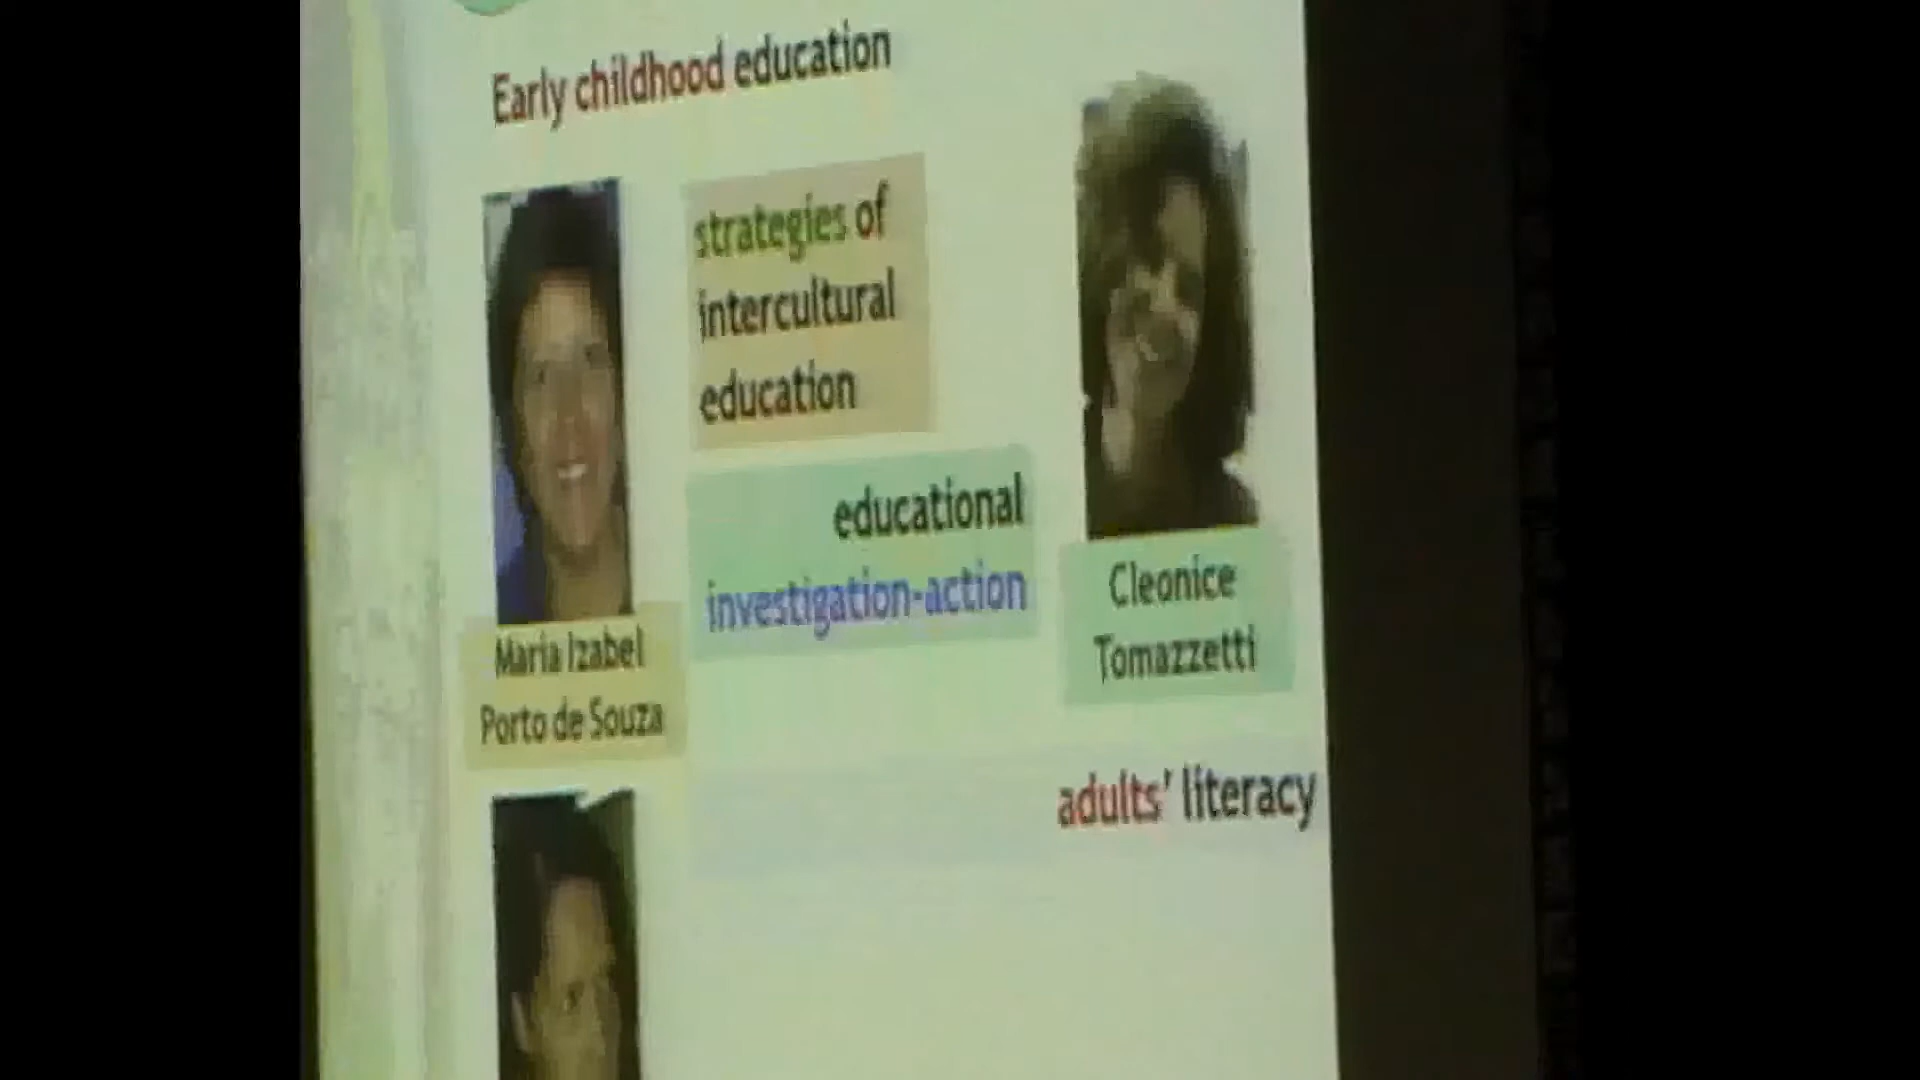 Early childhood education
strategies of
intercultural
education
educational
investigation-action
Maria Izabel
Porto de Souza
Cleonice
Tomazzetti
adults' literacy